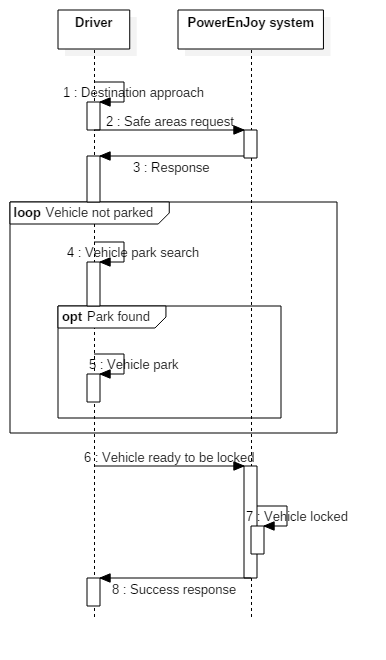 Driver
PowerEnJoy system
1 : Destination approach
2 : Safe areas request
3 : Response
loop Vehicle not parked
4 : Vehicle park search
opt Park found
5 : Vehicle park
6 : Vehicle ready to be locked
7 : Vehicle locked
8 : Success response